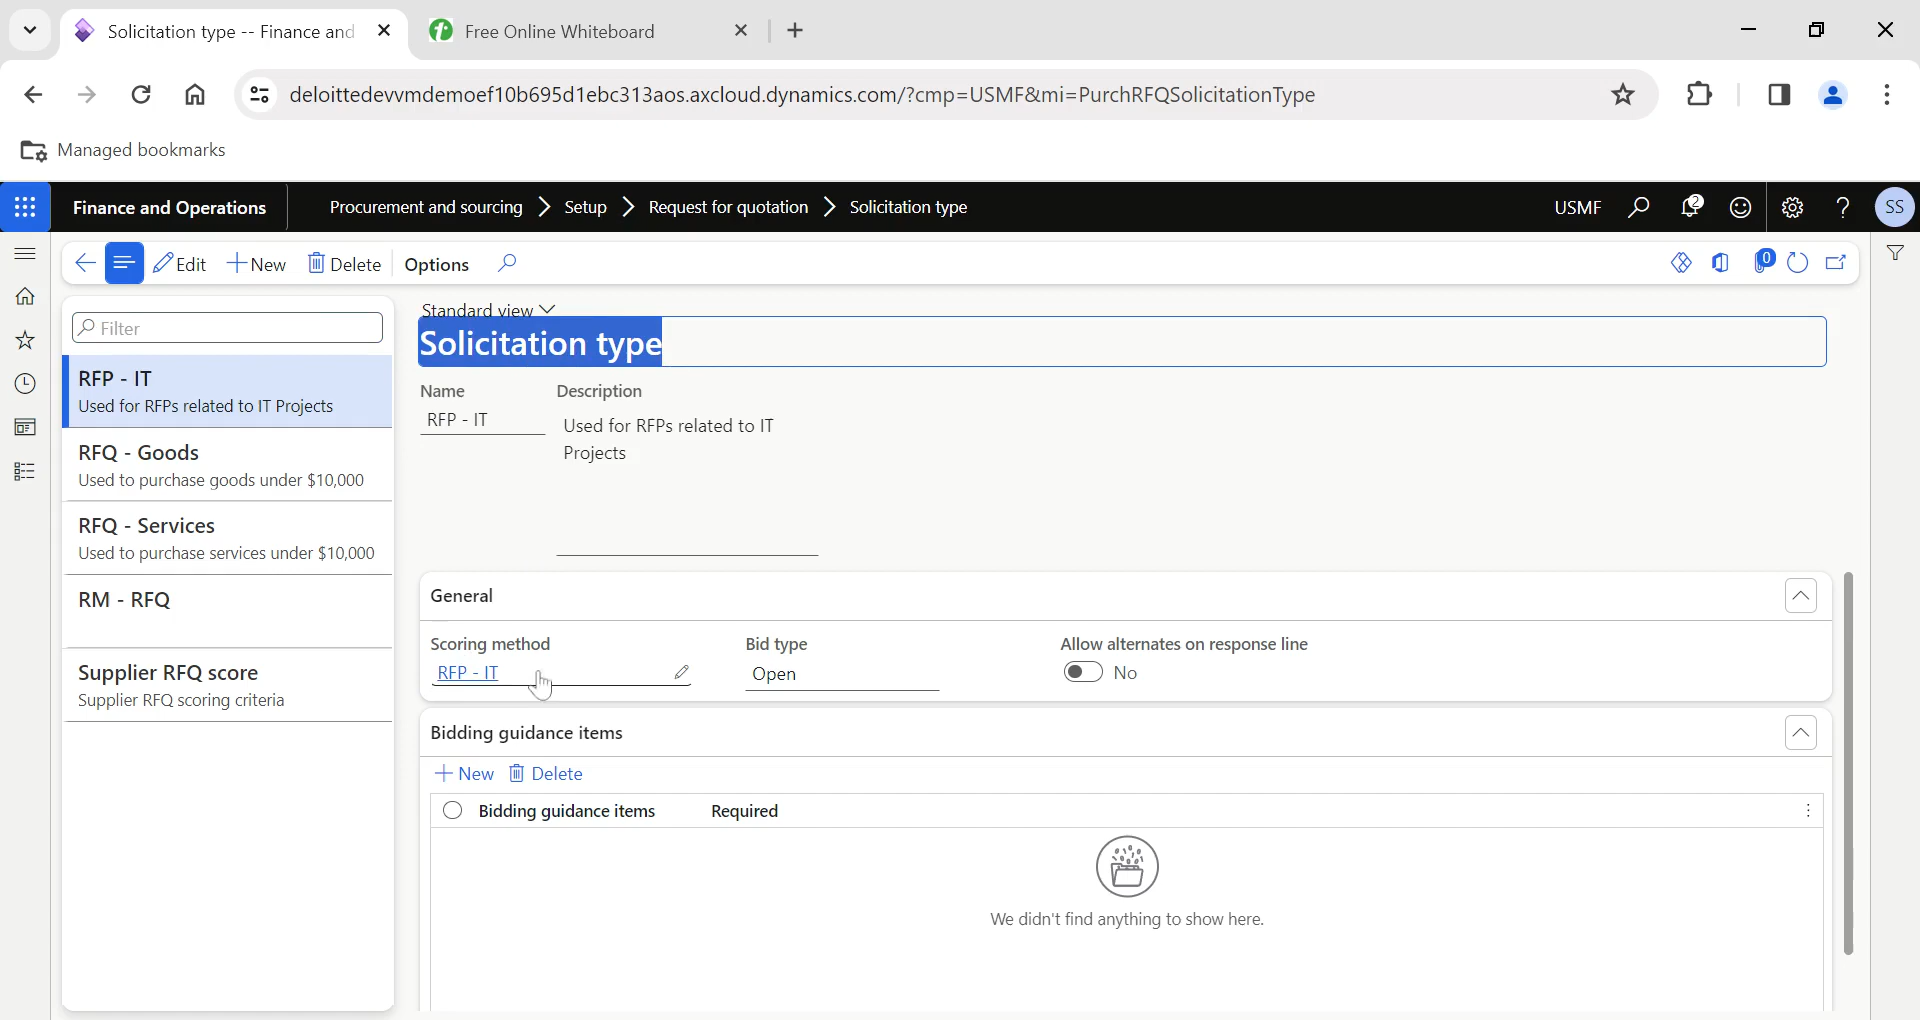 Solicitation type -- Finance and
Free Online Whiteboard
deloittedevvmdemoef10b695d1ebc313aos.axcloud.dynamics.com/?cmp=USMF&mi=PurchRFQSolicitationType
Managed bookmarks
Finance and Operations
Procurement and sourcing
Setup
Request for quotation
Solicitation type
USMF
2
?
SS
Edit
New
Delete
Options
0
Filter
RFP - IT
Used for RFPs related to IT Projects
RFQ - Goods
Used to purchase goods under $10,000
RFQ - Services
Used to purchase services under $10,000
RM - RFQ
Supplier RFQ score
Supplier RFQ scoring criteria
Standard view
Solicitation type
Name
Description
RFP - IT
Used for RFPs related to IT
Projects
General
Scoring method
Bid type
Allow alternates on response line
RFP - IT
Open
No
Bidding guidance items
New
Delete
Bidding guidance items
Required
We didn't find anything to show here.